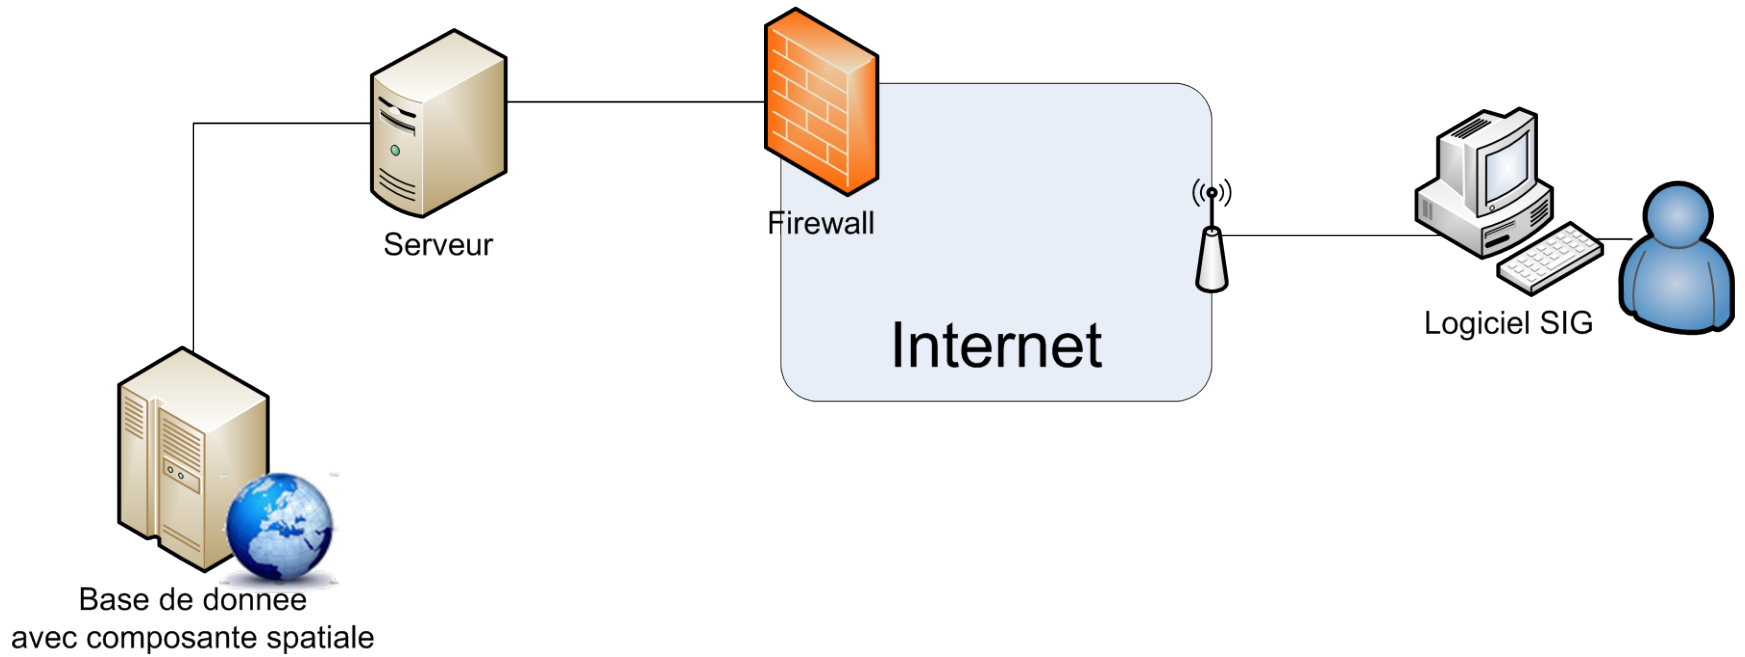 Serveur
Firewall
Internet
Logiciel SIG
Base de donnee
avec composante spatiale